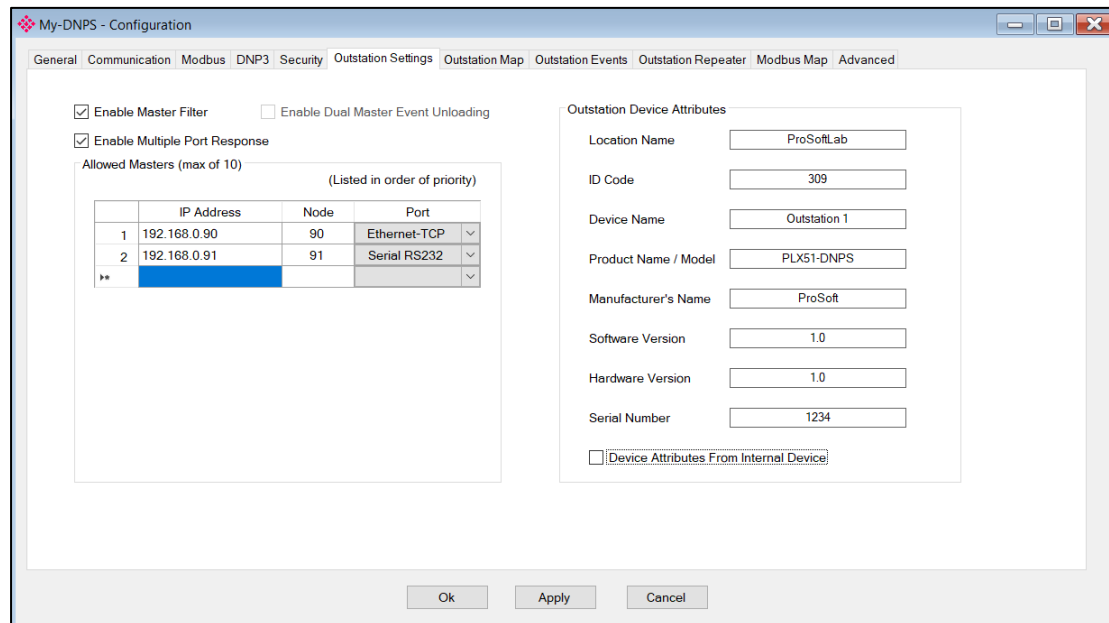 My-DNPS - Configuration
General Communication Modbus DNP3 Security Outstation Settings Outstation Map Outstation Events Outstation Repeater Modbus Map Advanced
Enable Master Filter
Enable Dual Master Event Unloading
Enable Multiple Port Response
Allowed Masters (max of 10)
(Listed in order of priority)
IP Address Node Port
1 192.168.0.90 90 Ethernet-TCP
2 192.168.0.91 91 Serial RS232
Outstation Device Attributes
Location Name ProSoftLab
ID Code 309
Device Name Outstation 1
Product Name / Model PLX51-DNPS
Manufacturer's Name ProSoft
Software Version 1.0
Hardware Version 1.0
Serial Number 1234
Device Attributes From Internal Device
Ok Apply Cancel